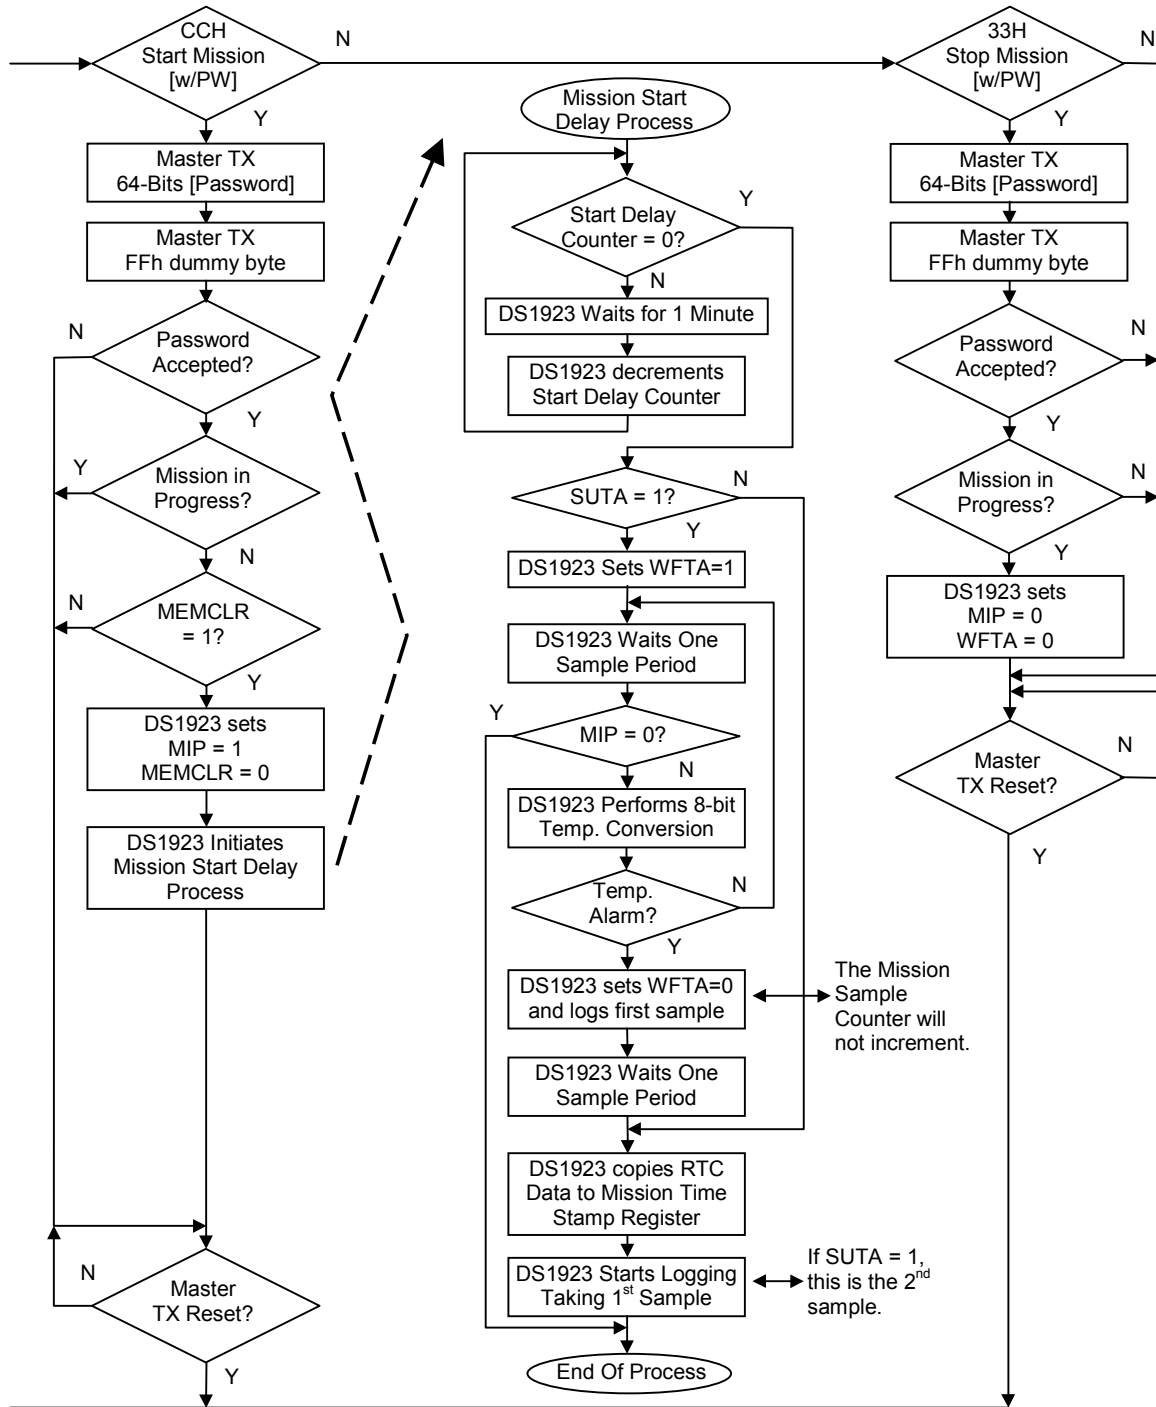 CCH
Start Mission
[w/PW]
N
Y
Master TX
64-Bits [Password]
Master TX
FFh dummy byte
N
Password
Accepted?
Y
Y
Mission in
Progress?
N
N
MEMCLR
= 1?
Y
DS1923 sets
MIP = 1
MEMCLR = 0
DS1923 Initiates
Mission Start Delay
Process
N
Master
TX Reset?
Y
Mission Start
Delay Process
Y
Start Delay
Counter = 0?
N
DS1923 Waits for 1 Minute
DS1923 decrements
Start Delay Counter
N
SUTA = 1?
Y
DS1923 Sets WFTA=1
DS1923 Waits One
Sample Period
Y
MIP = 0?
N
DS1923 Performs 8-bit
Temp. Conversion
N
Temp.
Alarm?
Y
DS1923 sets WFTA=0
and logs first sample
The Mission
Sample
Counter will
not increment.
DS1923 Waits One
Sample Period
DS1923 copies RTC
Data to Mission Time
Stamp Register
DS1923 Starts Logging
Taking 1st Sample
If SUTA = 1,
this is the 2nd
sample.
End Of Process
33H
Stop Mission
[w/PW]
N
Y
Master TX
64-Bits [Password]
Master TX
FFh dummy byte
N
Password
Accepted?
Y
N
Mission in
Progress?
Y
DS1923 sets
MIP = 0
WFTA = 0
N
Master
TX Reset?
Y